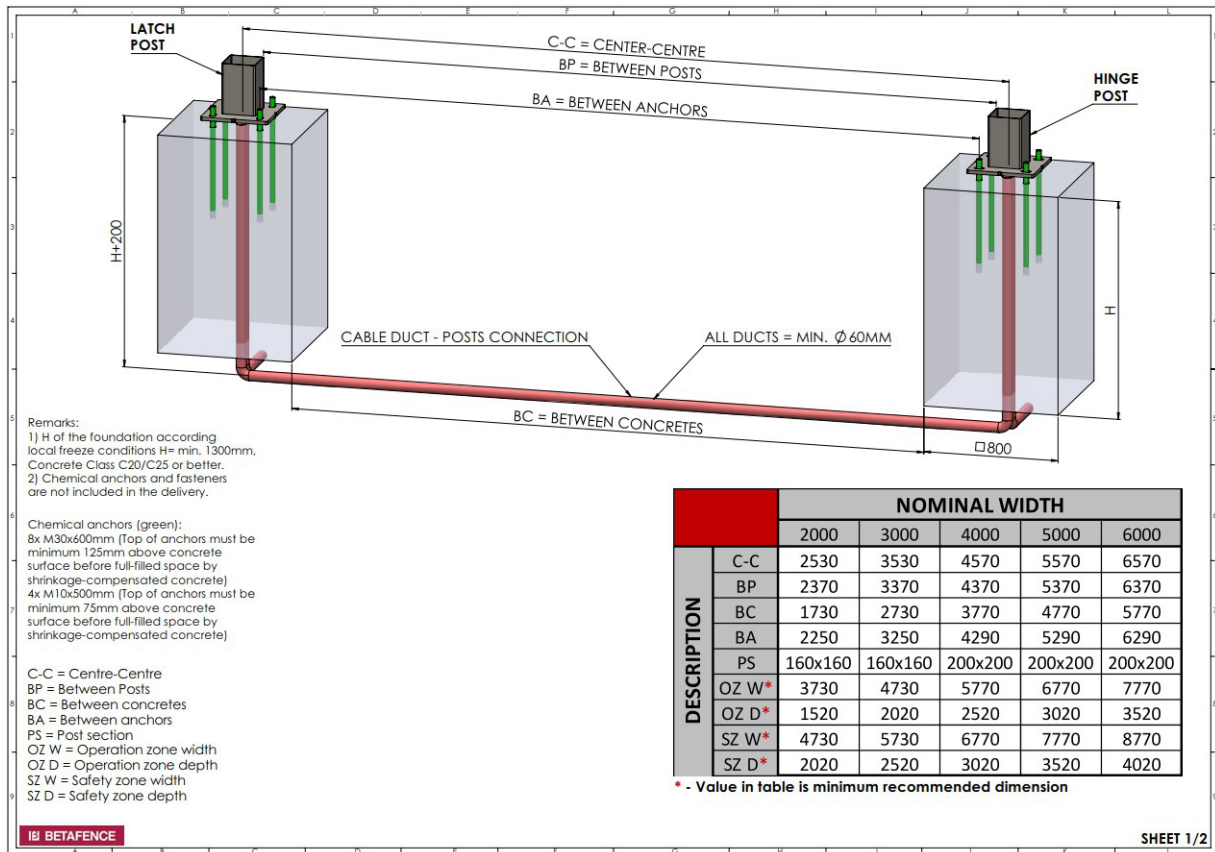 A B C D E F G H I J K L
LATCH
POST
C-C = CENTER-CENTRE
BP = BETWEEN POSTS
BA = BETWEEN ANCHORS
HINGE
POST
H+200
H
CABLE DUCT - POSTS CONNECTION
ALL DUCTS = MIN. Ø 60MM
BC = BETWEEN CONCRETES
□800
Remarks:
1) H of the foundation according
local freeze conditions H= min. 1300mm,
Concrete Class C20/C25 or better.
2) Chemical anchors and fasteners
are not included in the delivery.
Chemical anchors (green):
8x M30x600mm (Top of anchors must be
minimum 125mm above concrete
surface before full-filled space by
shrinkage-compensated concrete)
4x M10x500mm (Top of anchors must be
minimum 75mm above concrete
surface before full-filled space by
shrinkage-compensated concrete)
C-C = Centre-Centre
BP = Between Posts
BC = Between concretes
BA = Between anchors
PS = Post section
OZ W = Operation zone width
OZ D = Operation zone depth
SZ W = Safety zone width
SZ D = Safety zone depth
NOMINAL WIDTH
2000 3000 4000 5000 6000
DESCRIPTION
C-C 2530 3530 4570 5570 6570
BP 2370 3370 4370 5370 6370
BC 1730 2730 3770 4770 5770
BA 2250 3250 4290 5290 6290
PS 160x160 160x160 200x200 200x200 200x200
OZ W* 3730 4730 5770 6770 7770
OZ D* 1520 2020 2520 3020 3520
SZ W* 4730 5730 6770 7770 8770
SZ D* 2020 2520 3020 3520 4020
* - Value in table is minimum recommended dimension
BETAFENCE
SHEET 1/2